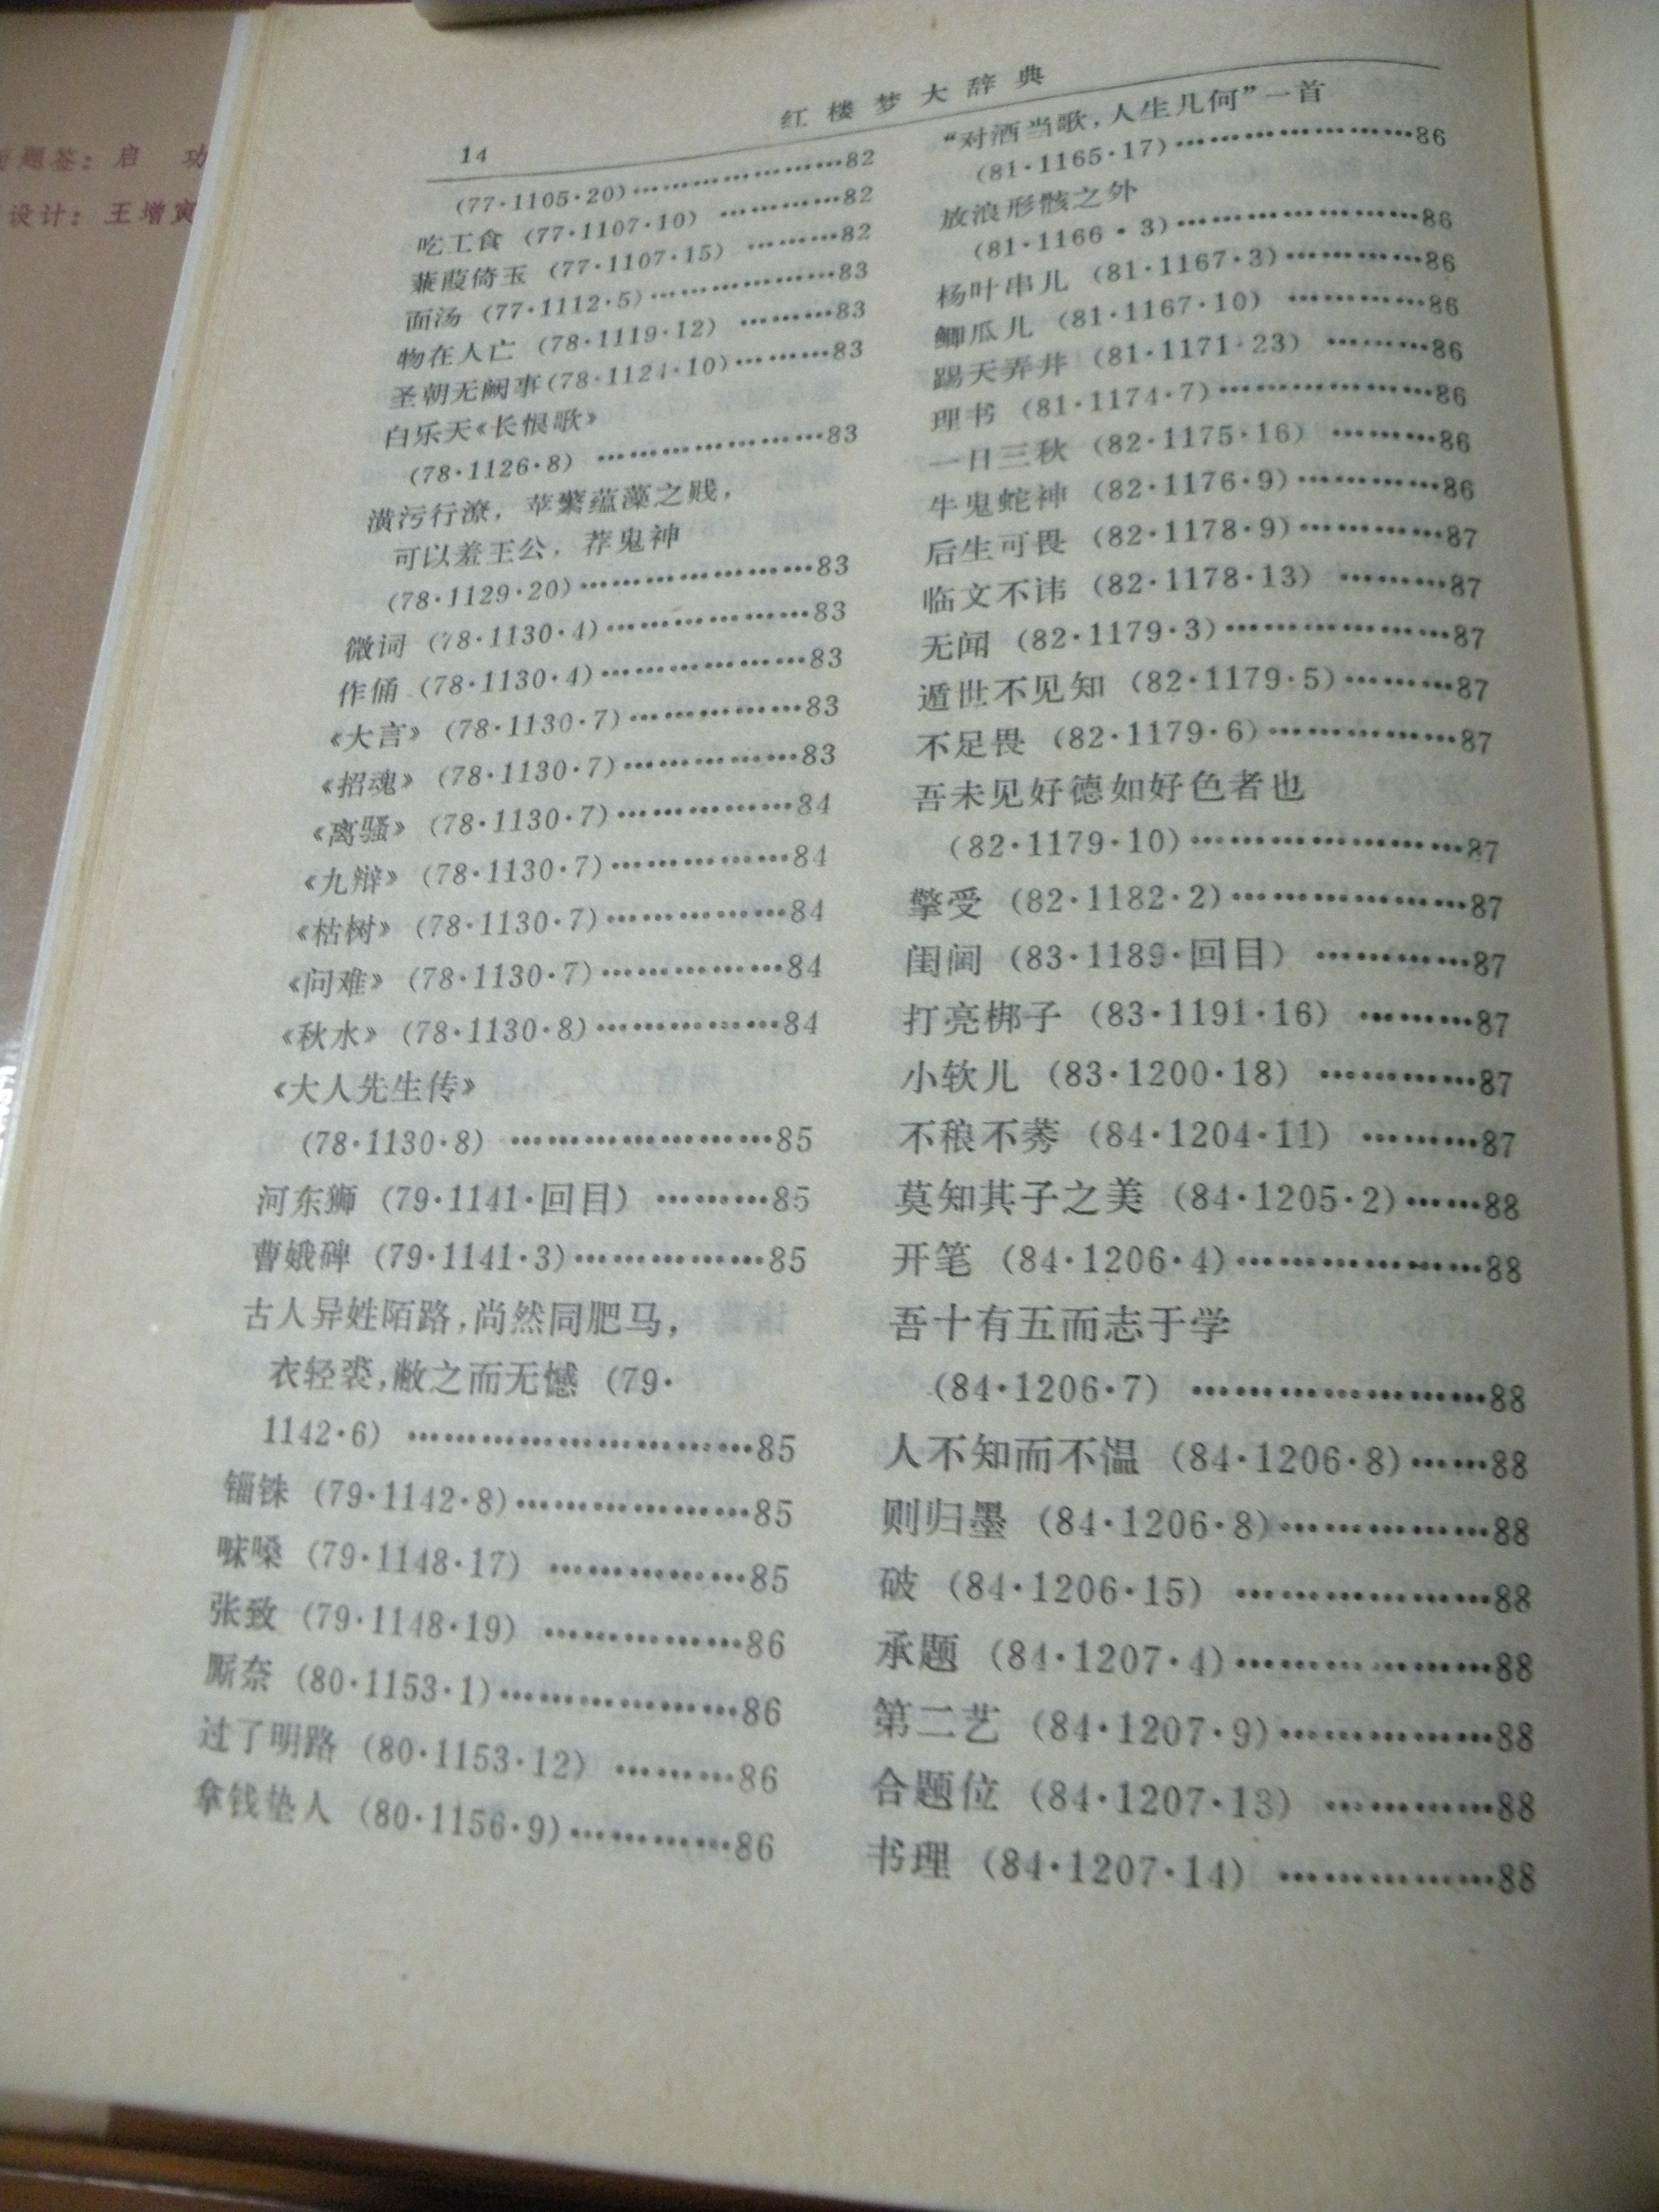 题签：启 功
设计：王增寅
红楼梦大辞典
14
(77·1105·20)…………………82
吃工食 (77·1107·10) …………82
蒹葭倚玉 (77·1107·15) ………82
面汤 (77·1112·5)………………83
物在人亡 (78·1119·12) ………83
圣朝无阙事(78·1124·10)………83
白乐天《长恨歌》
(78·1126·8) …………………83
潢污行潦，苹蘩蕴藻之贱，
可以羞王公，荐鬼神
(78·1129·20)…………………83
微词 (78·1130·4)………………83
作俑 (78·1130·4)………………83
《大言》 (78·1130·7)……………83
《招魂》 (78·1130·7)……………83
《离骚》 (78·1130·7)……………84
《九辩》 (78·1130·7)……………84
《枯树》 (78·1130·7)……………84
《问难》 (78·1130·7)……………84
《秋水》 (78·1130·8)……………84
《大人先生传》
(78·1130·8) …………………85
河东狮 (79·1141·回目) ………85
曹娥碑 (79·1141·3)……………85
古人异姓陌路，尚然同肥马，
衣轻裘，敝之而无憾 (79·
1142·6) ………………………85
锱铢 (79·1142·8)………………85
唻嗓 (79·1148·17) ……………85
张致 (79·1148·19) ……………86
厮奈 (80·1153·1)………………86
过了明路 (80·1153·12) ………86
拿钱垫人 (80·1156·9)…………86
“对酒当歌，人生几何”一首
(81·1165·17)…………………86
放浪形骸之外
(81·1166·3)…………………86
杨叶串儿 (81·1167·3)…………86
鲫瓜儿 (81·1167·10) …………86
踢天弄井 (81·1171·23) ………86
理书 (81·1174·7)………………86
一日三秋 (82·1175·16) ………86
牛鬼蛇神 (82·1176·9)…………86
后生可畏 (82·1178·9)…………87
临文不讳 (82·1178·13) ………87
无闻 (82·1179·3)………………87
遁世不见知 (82·1179·5)………87
不足畏 (82·1179·6)……………87
吾未见好德如好色者也
(82·1179·10)…………………87
擎受 (82·1182·2)………………87
闺阃 (83·1189·回目) …………87
打亮梆子 (83·1191·16) ………87
小软儿 (83·1200·18) …………87
不稂不莠 (84·1204·11) ………87
莫知其子之美 (84·1205·2)……88
开笔 (84·1206·4)………………88
吾十有五而志于学
(84·1206·7) …………………88
人不知而不愠 (84·1206·8)……88
则归墨 (84·1206·8)……………88
破 (84·1206·15) ………………88
承题 (84·1207·4)………………88
第二艺 (84·1207·9)……………88
合题位 (84·1207·13) …………88
书理 (84·1207·14) ……………88